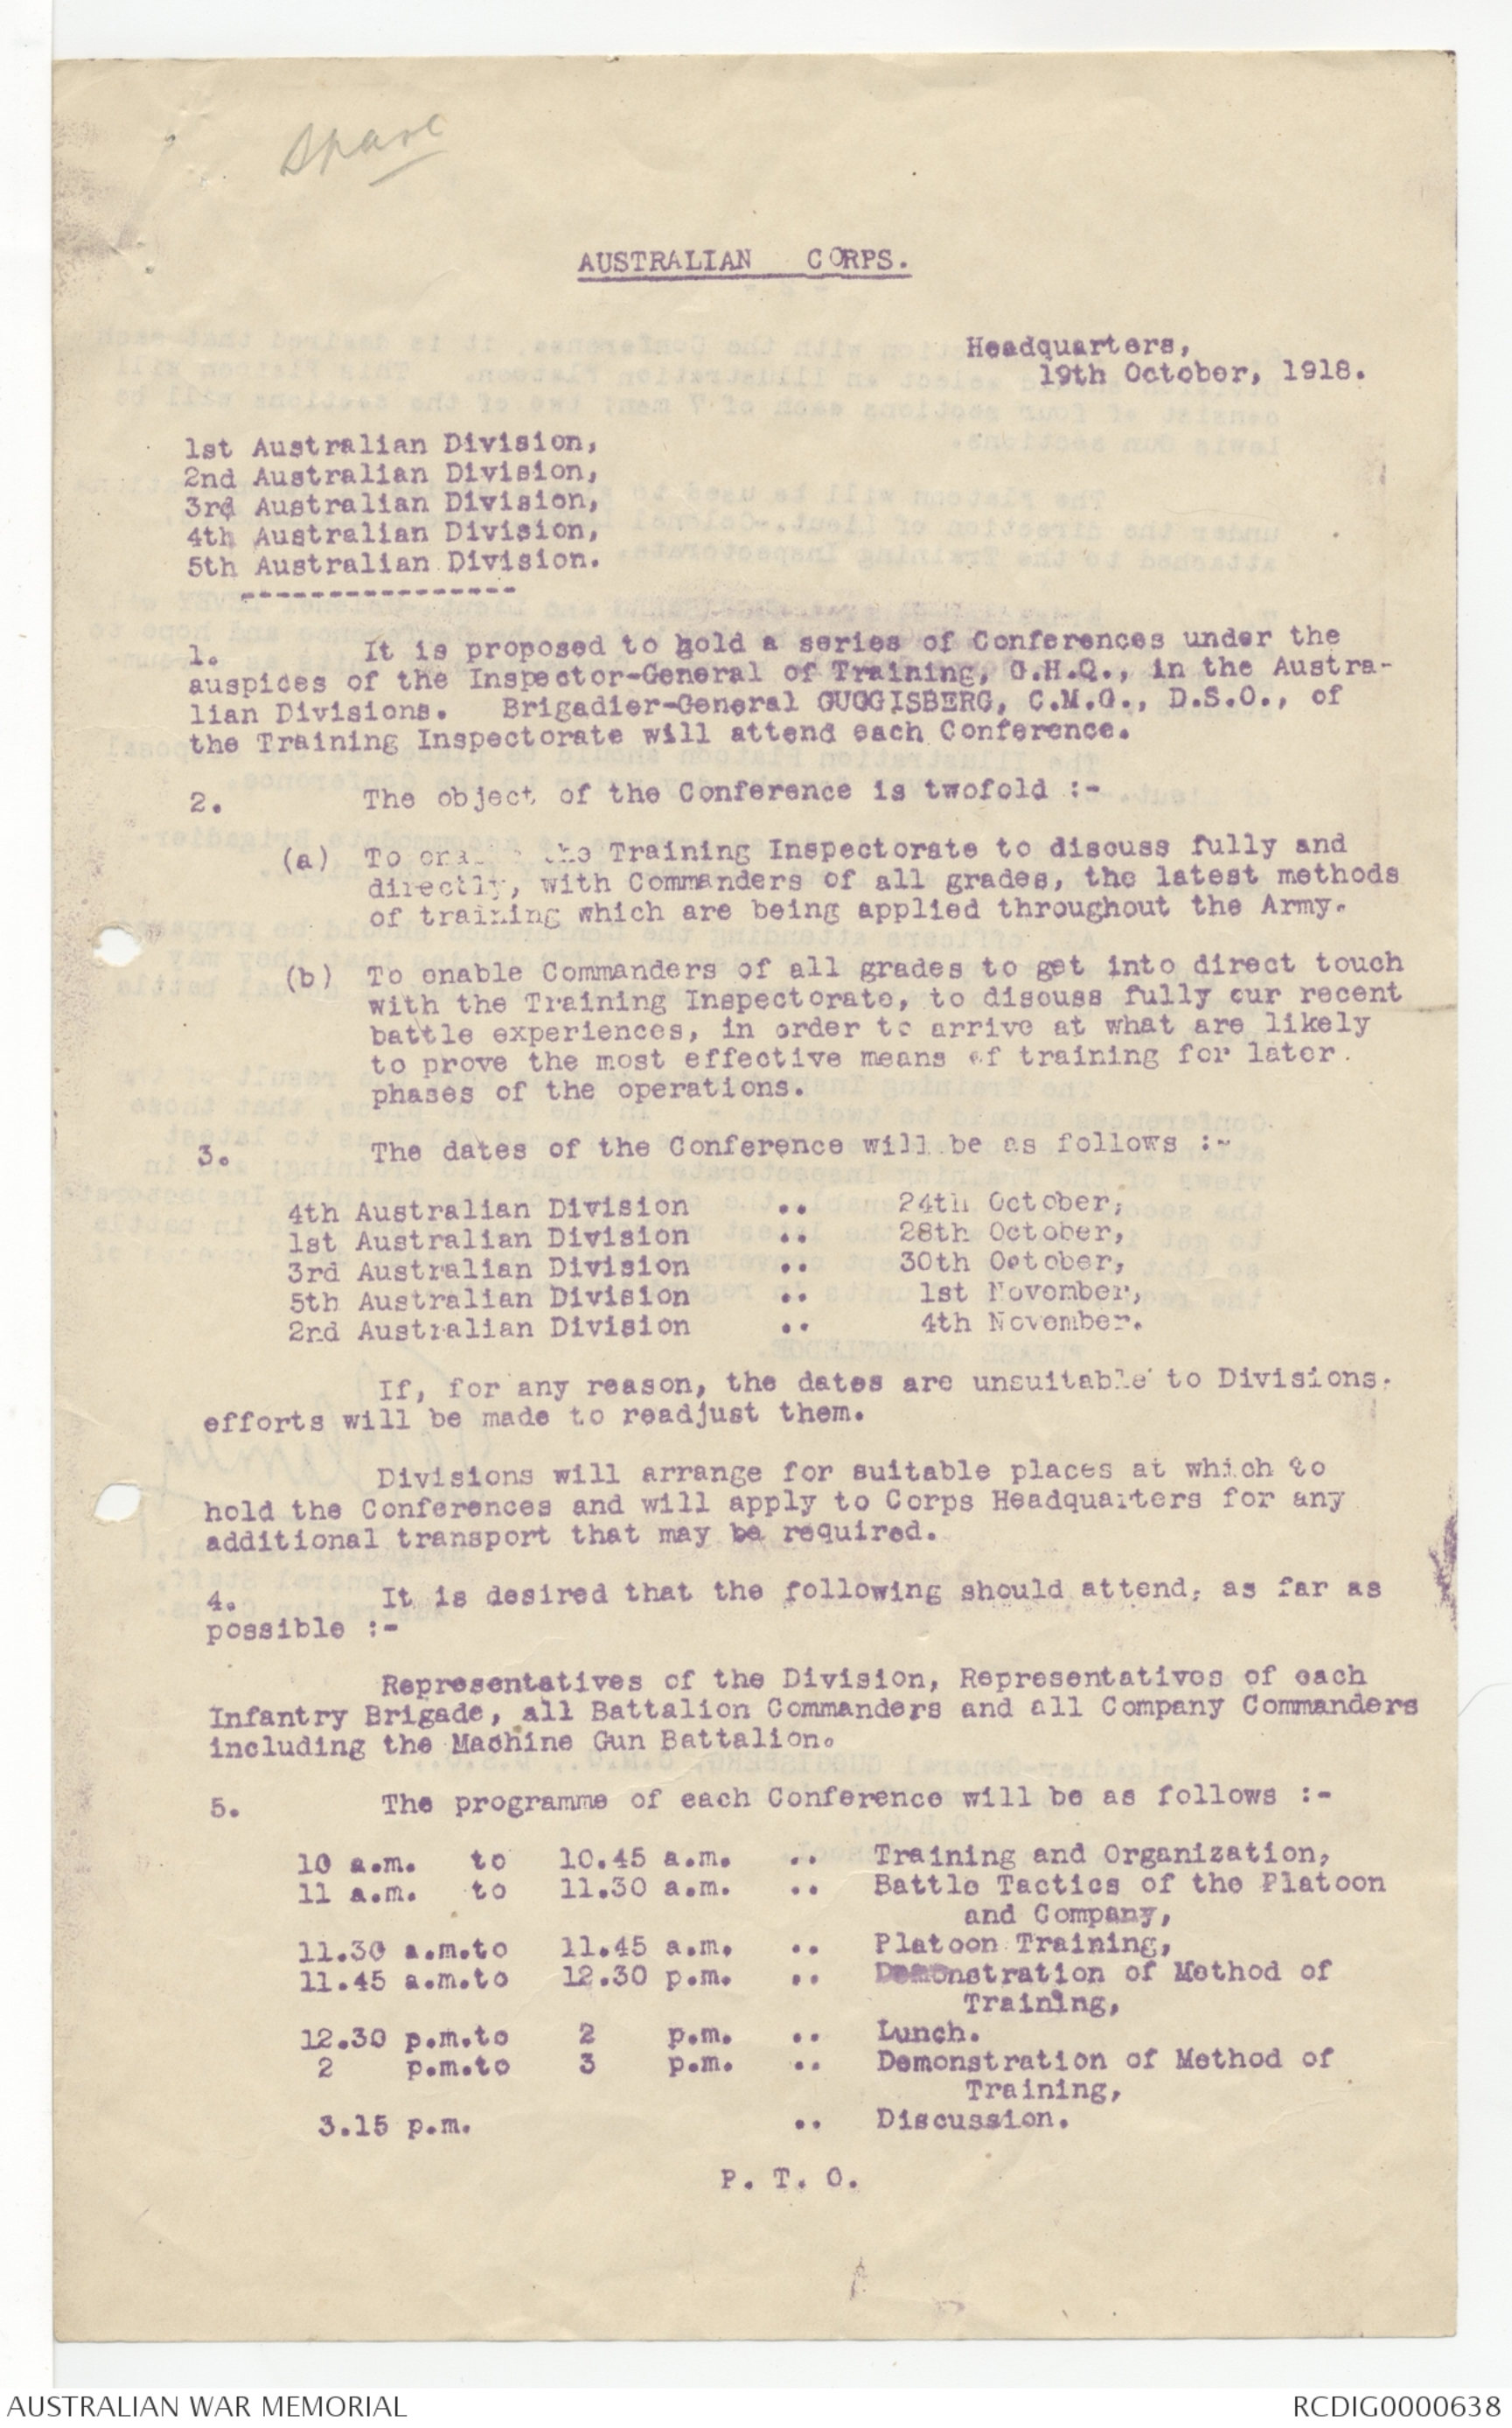 Spare
AUSTRALIAN CORPS.
Headquarters,
19th October, 1918.
1st Australian Division,
2nd Australian Division,
3rd Australian Division,
4th Australian Division,
5th Australian Division.
----------------
1. It is proposed to hold a series of Conferences under the
auspices of the Inspector-General of Training, G.H.Q., in the Austra-
lian Divisions. Brigadier-General GUGGISBERG, C.M.G., D.S.O., of
the Training Inspectorate will attend each Conference.
2. The object of the Conference is twofold :-
(a) To enable the Training Inspectorate to discuss fully and
directly, with Commanders of all grades, the latest methods
of training which are being applied throughout the Army.
(b) To enable Commanders of all grades to get into direct touch
with the Training Inspectorate, to discuss fully our recent
battle experiences, in order to arrive at what are likely
to prove the most effective means of training for later
phases of the operations.
3. The dates of the Conference will be as follows :-
4th Australian Division .. 24th October,
1st Australian Division .. 28th October,
3rd Australian Division .. 30th October,
5th Australian Division .. 1st November,
2nd Australian Division .. 4th November.
If, for any reason, the dates are unsuitable to Divisions.
efforts will be made to readjust them.
Divisions will arrange for suitable places at which to
hold the Conferences and will apply to Corps Headquarters for any
additional transport that may be required.
4. It is desired that the following should attend, as far as
possible :-
Representatives of the Division, Representatives of each
Infantry Brigade, all Battalion Commanders and all Company Commanders
including the Machine Gun Battalion.
5. The programme of each Conference will be as follows :-
10 a.m. to 10.45 a.m. .. Training and Organization,
11 a.m. to 11.30 a.m. .. Battle Tactics of the Platoon
and Company,
11.30 a.m.to 11.45 a.m. .. Platoon Training,
11.45 a.m.to 12.30 p.m. .. Demonstration of Method of
Training,
12.30 p.m.to 2 p.m. .. Lunch.
2 p.m.to 3 p.m. .. Demonstration of Method of
Training,
3.15 p.m. .. Discussion.
P. T. O.
AUSTRALIAN WAR MEMORIAL
RCDIG0000638